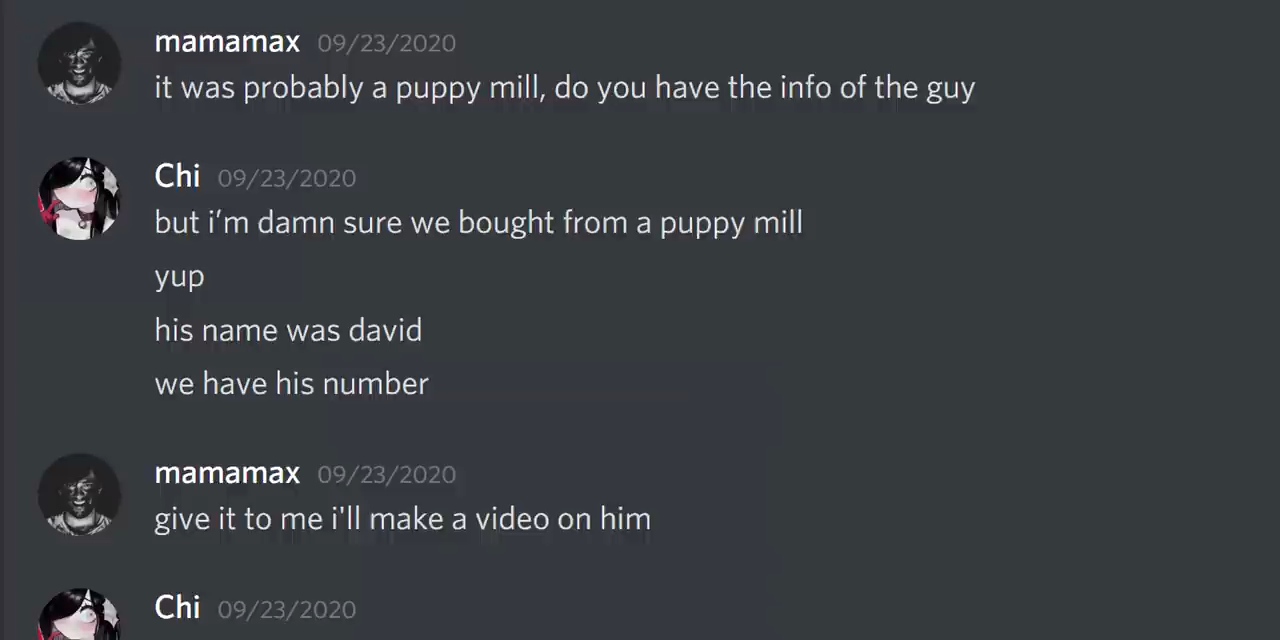 mamamax 09/23/2020
it was probably a puppy mill, do you have the info of the guy
Chi 09/23/2020
but i'm damn sure we bought from a puppy mill
yup
his name was david
we have his number
mamamax 09/23/2020
give it to me i'll make a video on him
Chi 09/23/2020